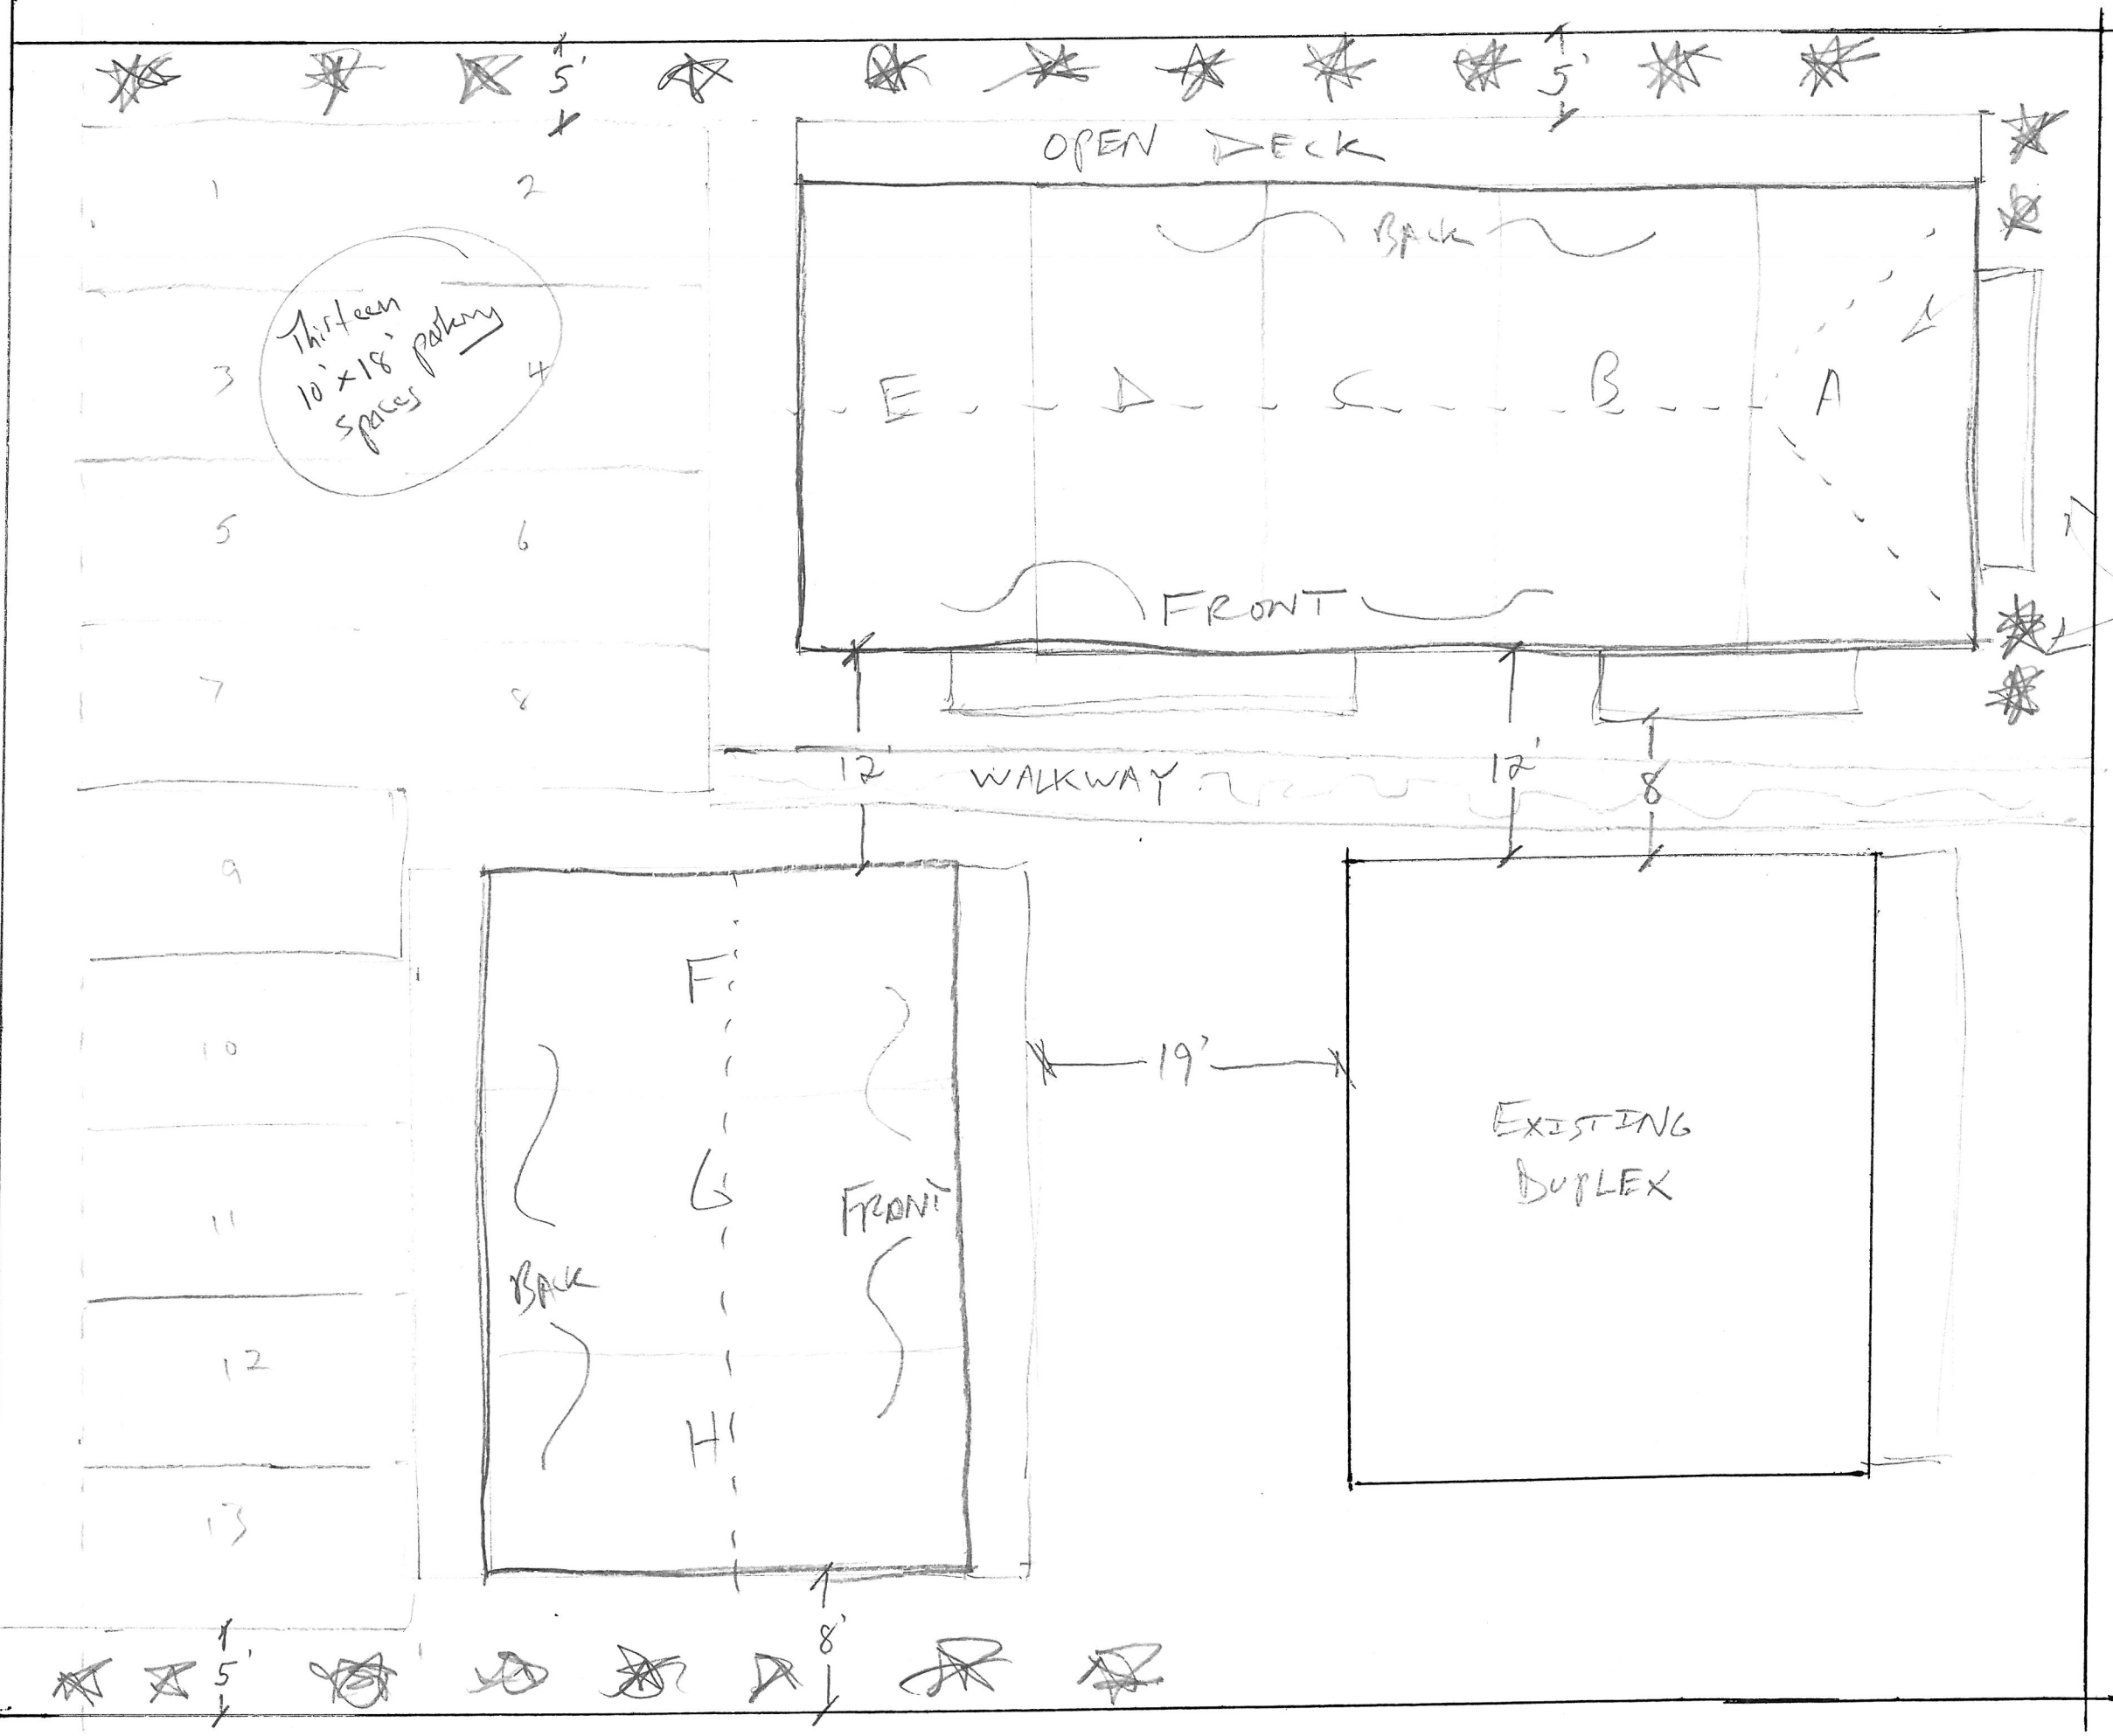 5'
5'
OPEN DECK
1
2
BACK
Thirteen
10'x18' parking
spaces
3
4
E
D
C
B
A
5
6
FRONT
7
8
12
WALKWAY
12'
8
9
F
10
19'
EXISTING
DUPLEX
11
G
FRONT
BACK
12
H
13
8'
5'